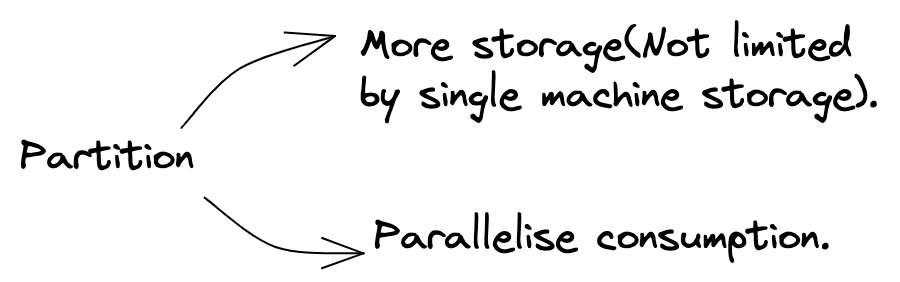 More storage(Not limited
by single machine storage).
Partition
Parallelise consumption.